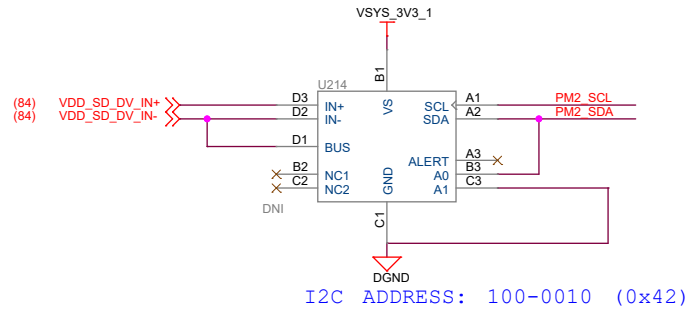 VSYS_3V3_1
B1
U214
(84) VDD_SD_DV_IN+ D3 IN+ VS SCL A1 PM2_SCL
(84) VDD_SD_DV_IN- D2 IN- SDA A2 PM2_SDA
D1 BUS
ALERT A3
B2 NC1 A0 B3
C2 NC2 GND A1 C3
DNI
C1
DGND
I2C ADDRESS: 100-0010 (0x42)